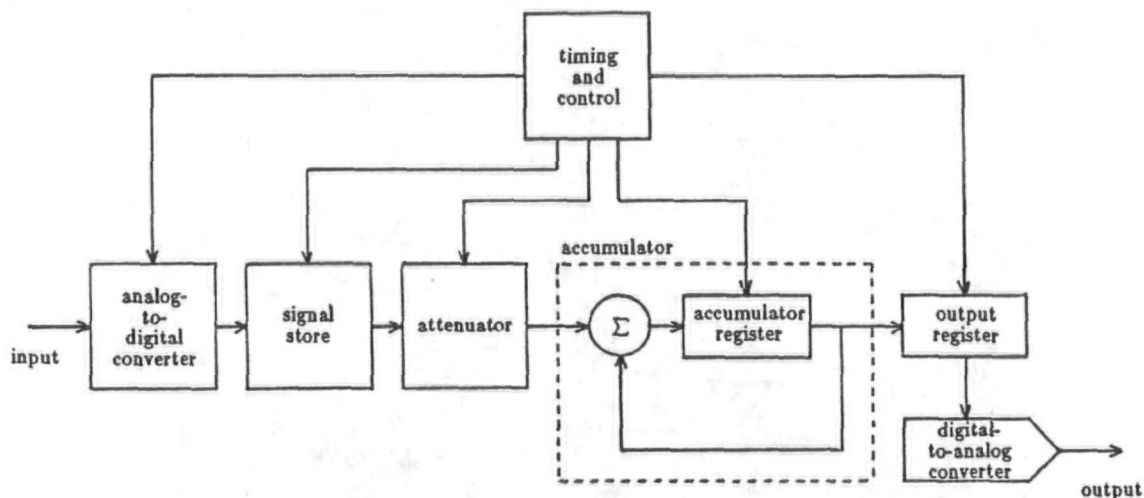 timing
and
control
accumulator
analog-
to-
digital
converter
signal
store
attenuator
Σ
accumulator
register
output
register
input
digital-
to-analog
converter
output